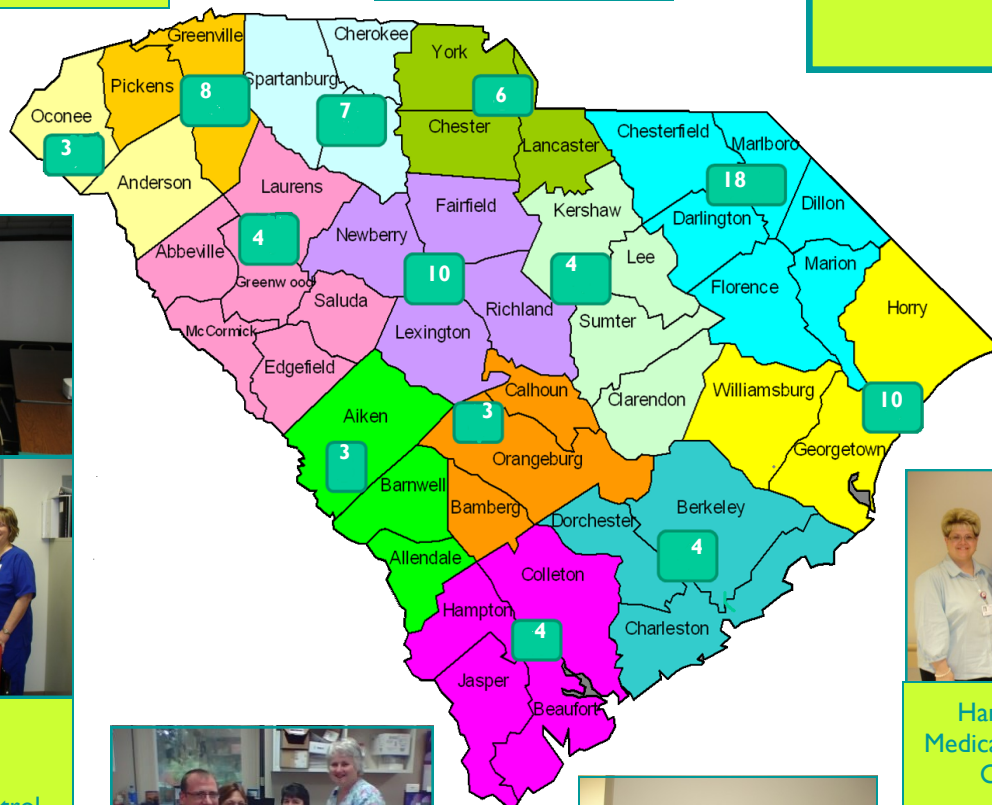 Greenville
Cherokee
York
Pickens
Spartanburg
8
6
7
Oconee
Chester
Chesterfield
Marlboro
Lancaster
3
Anderson
Laurens
18
Fairfield
Kershaw
Dillon
Darlington
Abbeville
4
Newberry
Lee
Marion
10
4
Greenwood
Saluda
Florence
Richland
Sumter
Horry
McCormick
Lexington
Edgefield
Calhoun
Williamsburg
Clarendon
10
Aiken
3
3
Orangeburg
Georgetown
Barnwell
Bamberg
Dorchester
Berkeley
Allendale
4
Colleton
Hampton
4
Charleston
Jasper
Beaufort
Har
Medica
C
trol